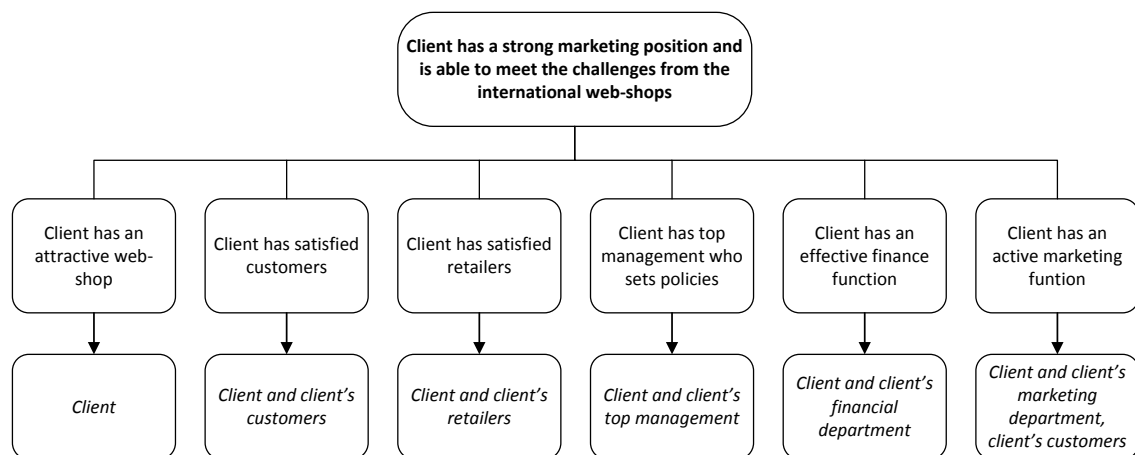 Client has a strong marketing position and
is able to meet the challenges from the
international web-shops
Client has an
attractive web-
shop
Client has satisfied
customers
Client has satisfied
retailers
Client has top
management who
sets policies
Client has an
effective finance
function
Client has an
active marketing
funtion
Client
Client and client’s
customers
Client and client’s
retailers
Client and client’s
top management
Client and client’s
financial
department
Client and client’s
marketing
department,
client’s customers